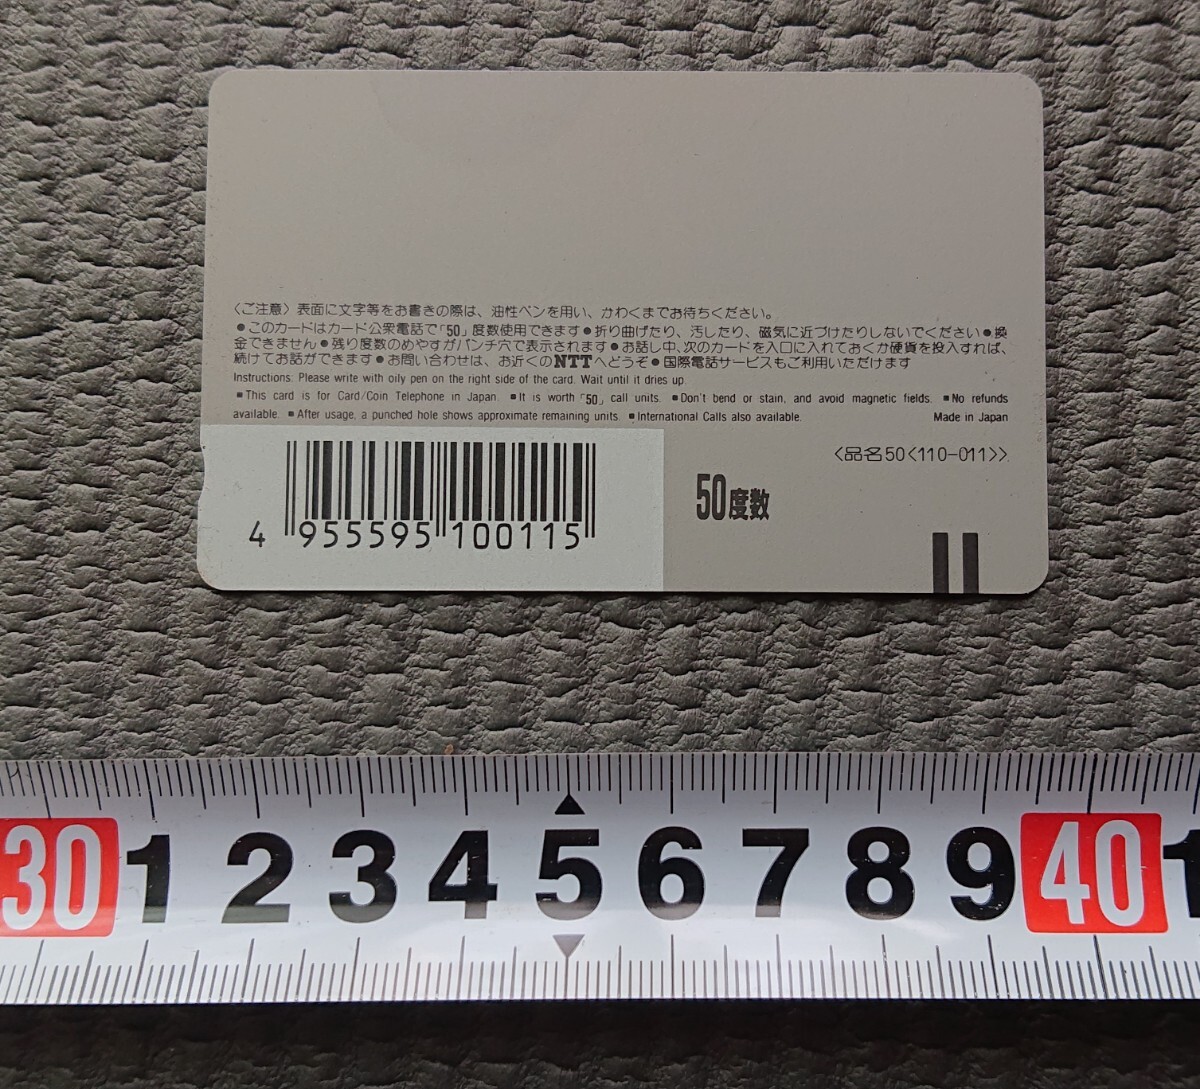 〈ご注意〉表面に文字等をお書きの際は、油性ペンを用い、かわくまでお待ちください。
●このカードはカード公衆電話で「50」度数使用できます●折り曲げたり、汚したり、磁気に近づけたりしないでください●換
金できません●残り度数のめやすがパンチ穴で表示されます●お話し中、次のカードを入口に入れておくか硬貨を投入すれば、
続けてお話ができます●お問い合わせは、お近くのNTTへどうぞ●国際電話サービスもご利用いただけます
Instructions: Please write with oily pen on the right side of the card. Wait until it dries up.
■This card is for Card/Coin Telephone in Japan. ■It is worth「50」call units. ■Don't bend or stain, and avoid magnetic fields. ■No refunds
available. ■After usage, a punched hole shows approximate remaining units. ■International Calls also available. Made in Japan
〈品名50〈110-011〉〉
50度数
4 955595 100115
30 1 2 3 4 5 6 7 8 9 40 1